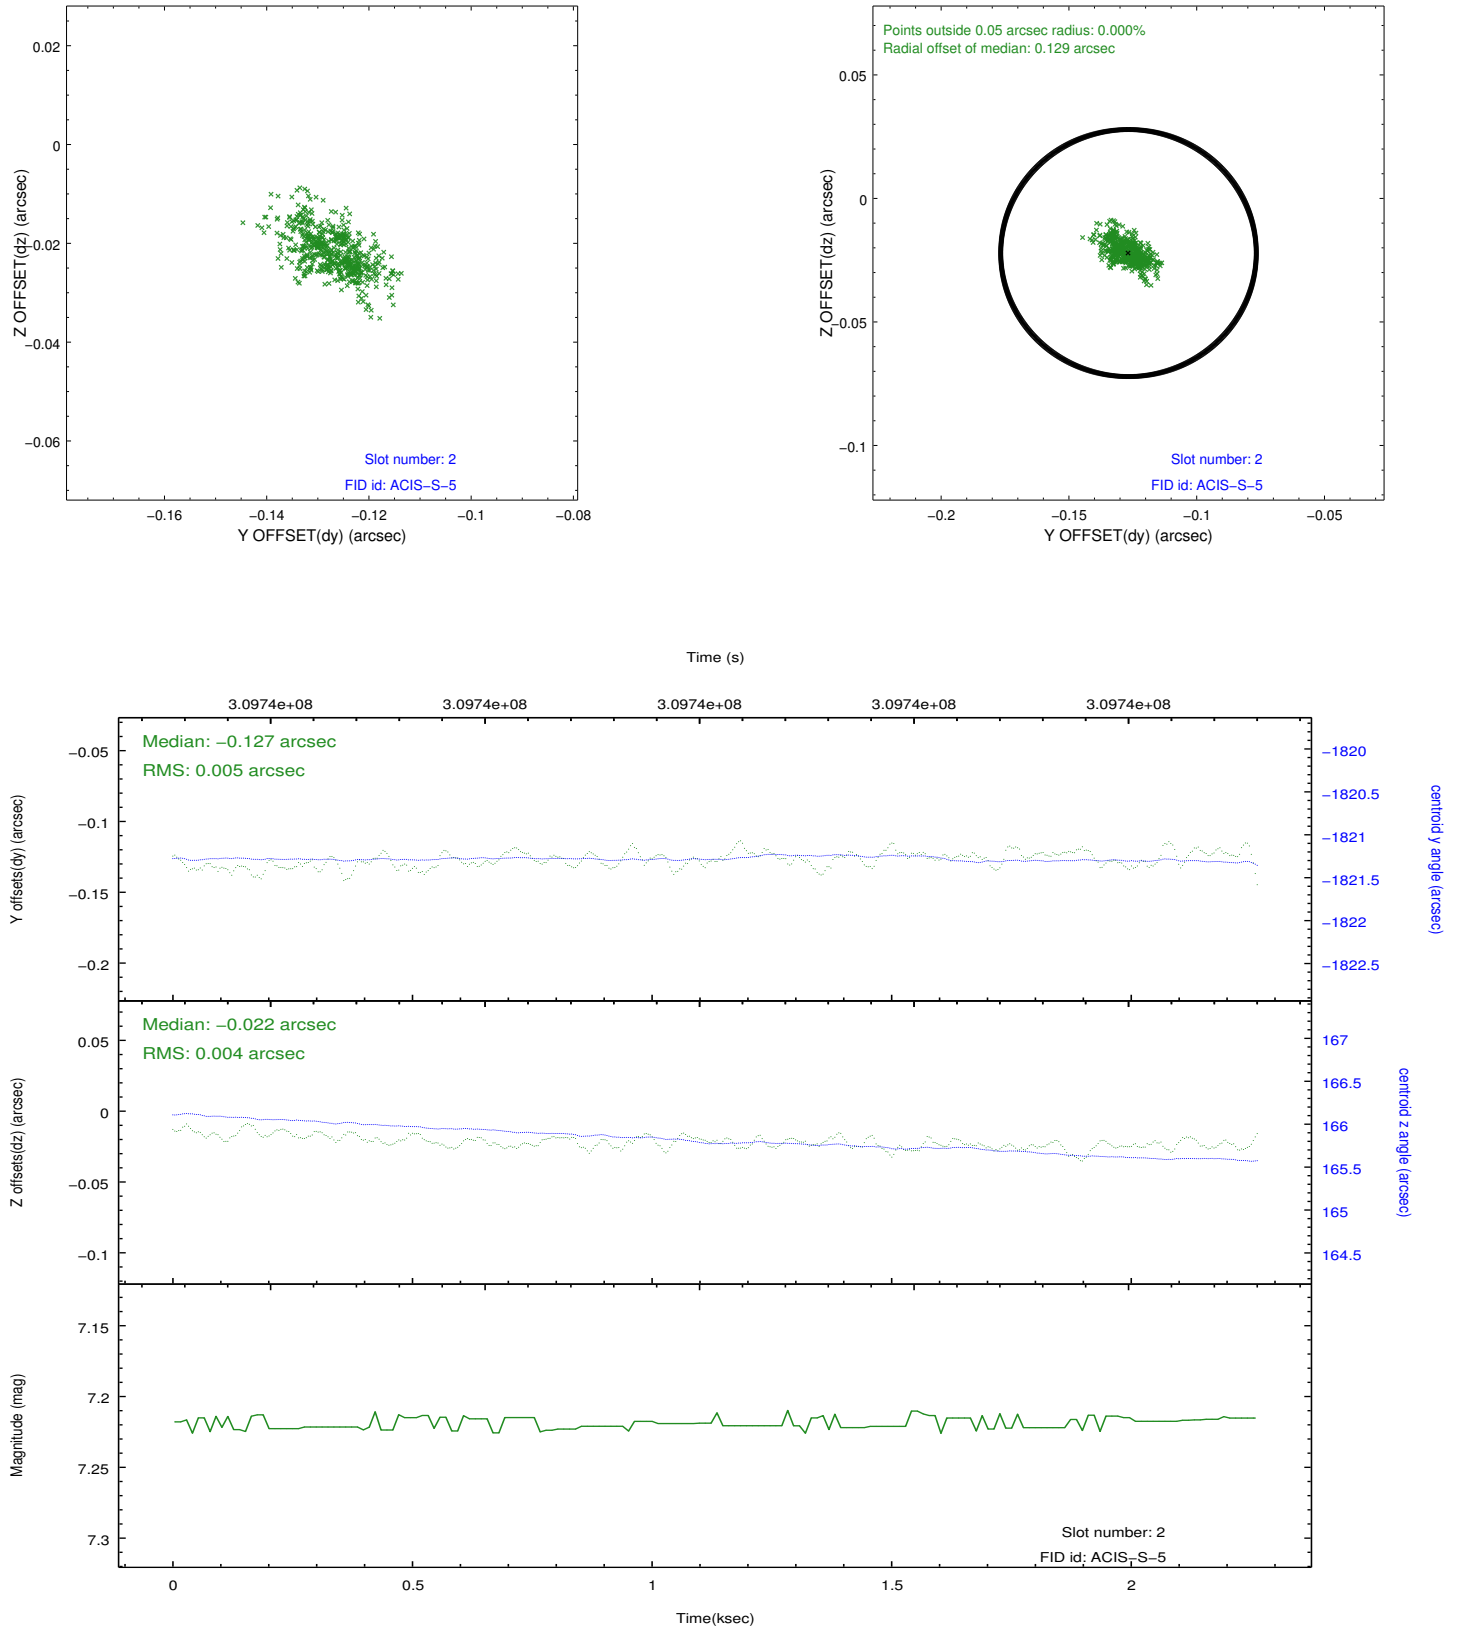 0.02
0
−0.02
−0.04
−0.06
Z OFFSET(dz) (arcsec)
Slot number: 2
FID id: ACIS−S−5
−0.16
−0.14
−0.12
−0.1
−0.08
Y OFFSET(dy) (arcsec)
Points outside 0.05 arcsec radius: 0.000%
Radial offset of median: 0.129 arcsec
0.05
0
−0.05
−0.1
Z OFFSET(dz) (arcsec)
Slot number: 2
FID id: ACIS−S−5
−0.2
−0.15
−0.1
−0.05
Y OFFSET(dy) (arcsec)
Time (s)
3.0974e+08
3.0974e+08
3.0974e+08
3.0974e+08
3.0974e+08
Median: −0.127 arcsec
RMS: 0.005 arcsec
−0.05
−0.1
−0.15
−0.2
Y offsets(dy) (arcsec)
−1820
−1820.5
−1821
−1821.5
−1822
−1822.5
centroid y angle (arcsec)
Median: −0.022 arcsec
RMS: 0.004 arcsec
0.05
0
−0.05
−0.1
Z offsets(dz) (arcsec)
167
166.5
166
165.5
165
164.5
centroid z angle (arcsec)
7.15
7.2
7.25
7.3
Magnitude (mag)
Slot number: 2
FID id: ACIS−S−5
0
0.5
1
1.5
2
Time(ksec)